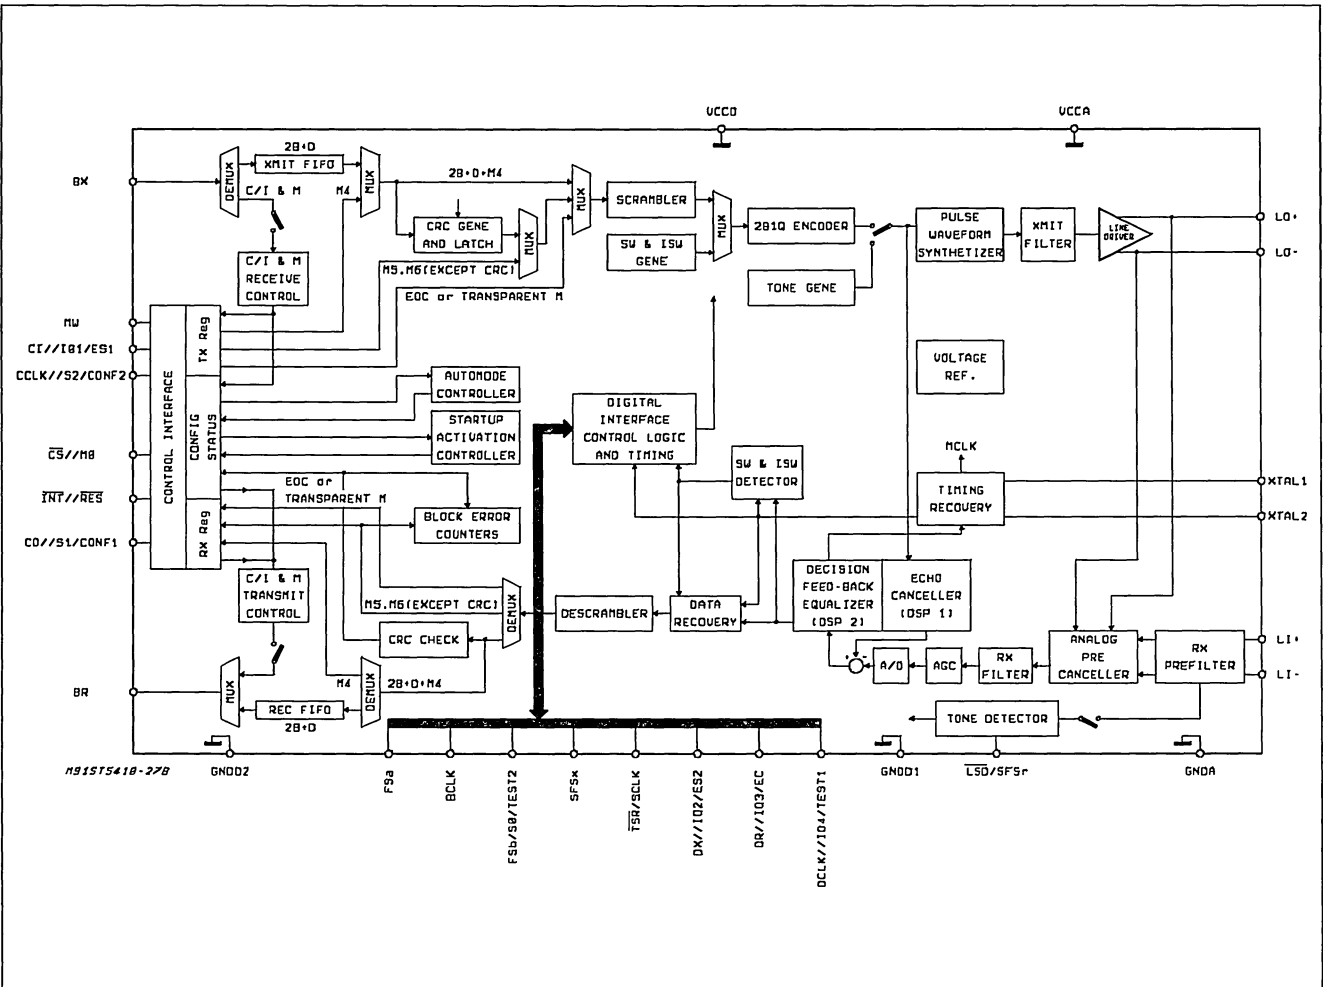 VCCD
VCCA
BX
DEMUX
2B+D
XMIT FIFO
C/I & M
M4
MUX
2B+D+M4
CRC GENE
AND LATCH
MUX
M5.M6(EXCEPT CRC)
EOC or TRANSPARENT M
MUX
SCRAMBLER
SW & ISW
GENE
MUX
2B1Q ENCODER
TONE GENE
PULSE
WAVEFORM
SYNTHETIZER
XMIT
FILTER
LINE
DRIVER
LO+
LO-
C/I & M
RECEIVE
CONTROL
MW
CI//IO1/ES1
CCLK//S2/CONF2
CS//M0
INT//RES
CO//S1/CONF1
CONTROL INTERFACE
TX Reg
CONFIG
STATUS
RX Reg
AUTOMODE
CONTROLLER
STARTUP
ACTIVATION
CONTROLLER
EOC or
TRANSPARENT M
BLOCK ERROR
COUNTERS
DIGITAL
INTERFACE
CONTROL LOGIC
AND TIMING
SW & ISW
DETECTOR
VOLTAGE
REF.
MCLK
TIMING
RECOVERY
XTAL1
XTAL2
C/I & M
TRANSMIT
CONTROL
M5.M6(EXCEPT CRC)
CRC CHECK
DEMUX
DESCRAMBLER
DATA
RECOVERY
DECISION
FEED-BACK
EQUALIZER
(DSP 2)
ECHO
CANCELLER
(DSP 1)
+
-
A/D
AGC
RX
FILTER
ANALOG
PRE
CANCELLER
RX
PREFILTER
LI+
LI-
BR
MUX
REC FIFO
2B+D
M4
DEMUX
2B+D+M4
TONE DETECTOR
M91ST5410-27B
GNDD2
FSa
BCLK
FSb/S0/TEST2
SFSx
TSR/SCLK
DX//IO2/ES2
DR//IO3/EC
DCLK//IO4/TEST1
GNDD1
LSD/SFSr
GNDA